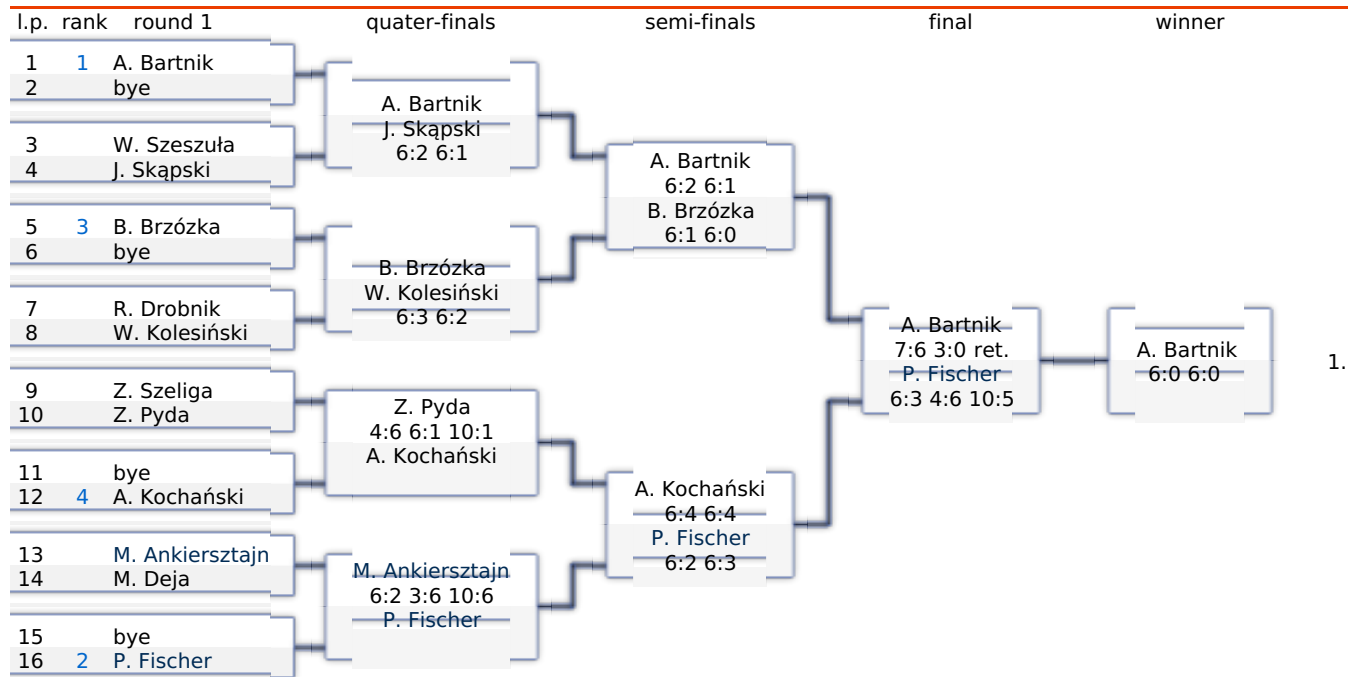 l.p. rank round 1 quater-finals semi-finals final winner
1 1 A. Bartnik
2 bye
3 W. Szeszuła
4 J. Skąpski
5 3 B. Brzózka
6 bye
7 R. Drobnik
8 W. Kolesiński
9 Z. Szeliga
10 Z. Pyda
11 bye
12 4 A. Kochański
13 M. Ankiersztajn
14 M. Deja
15 bye
16 2 P. Fischer
A. Bartnik
J. Skąpski
6:2 6:1
B. Brzózka
W. Kolesiński
6:3 6:2
Z. Pyda
4:6 6:1 10:1
A. Kochański
M. Ankiersztajn
6:2 3:6 10:6
P. Fischer
A. Bartnik
6:2 6:1
B. Brzózka
6:1 6:0
A. Kochański
6:4 6:4
P. Fischer
6:2 6:3
A. Bartnik
7:6 3:0 ret.
P. Fischer
6:3 4:6 10:5
A. Bartnik
6:0 6:0
1.